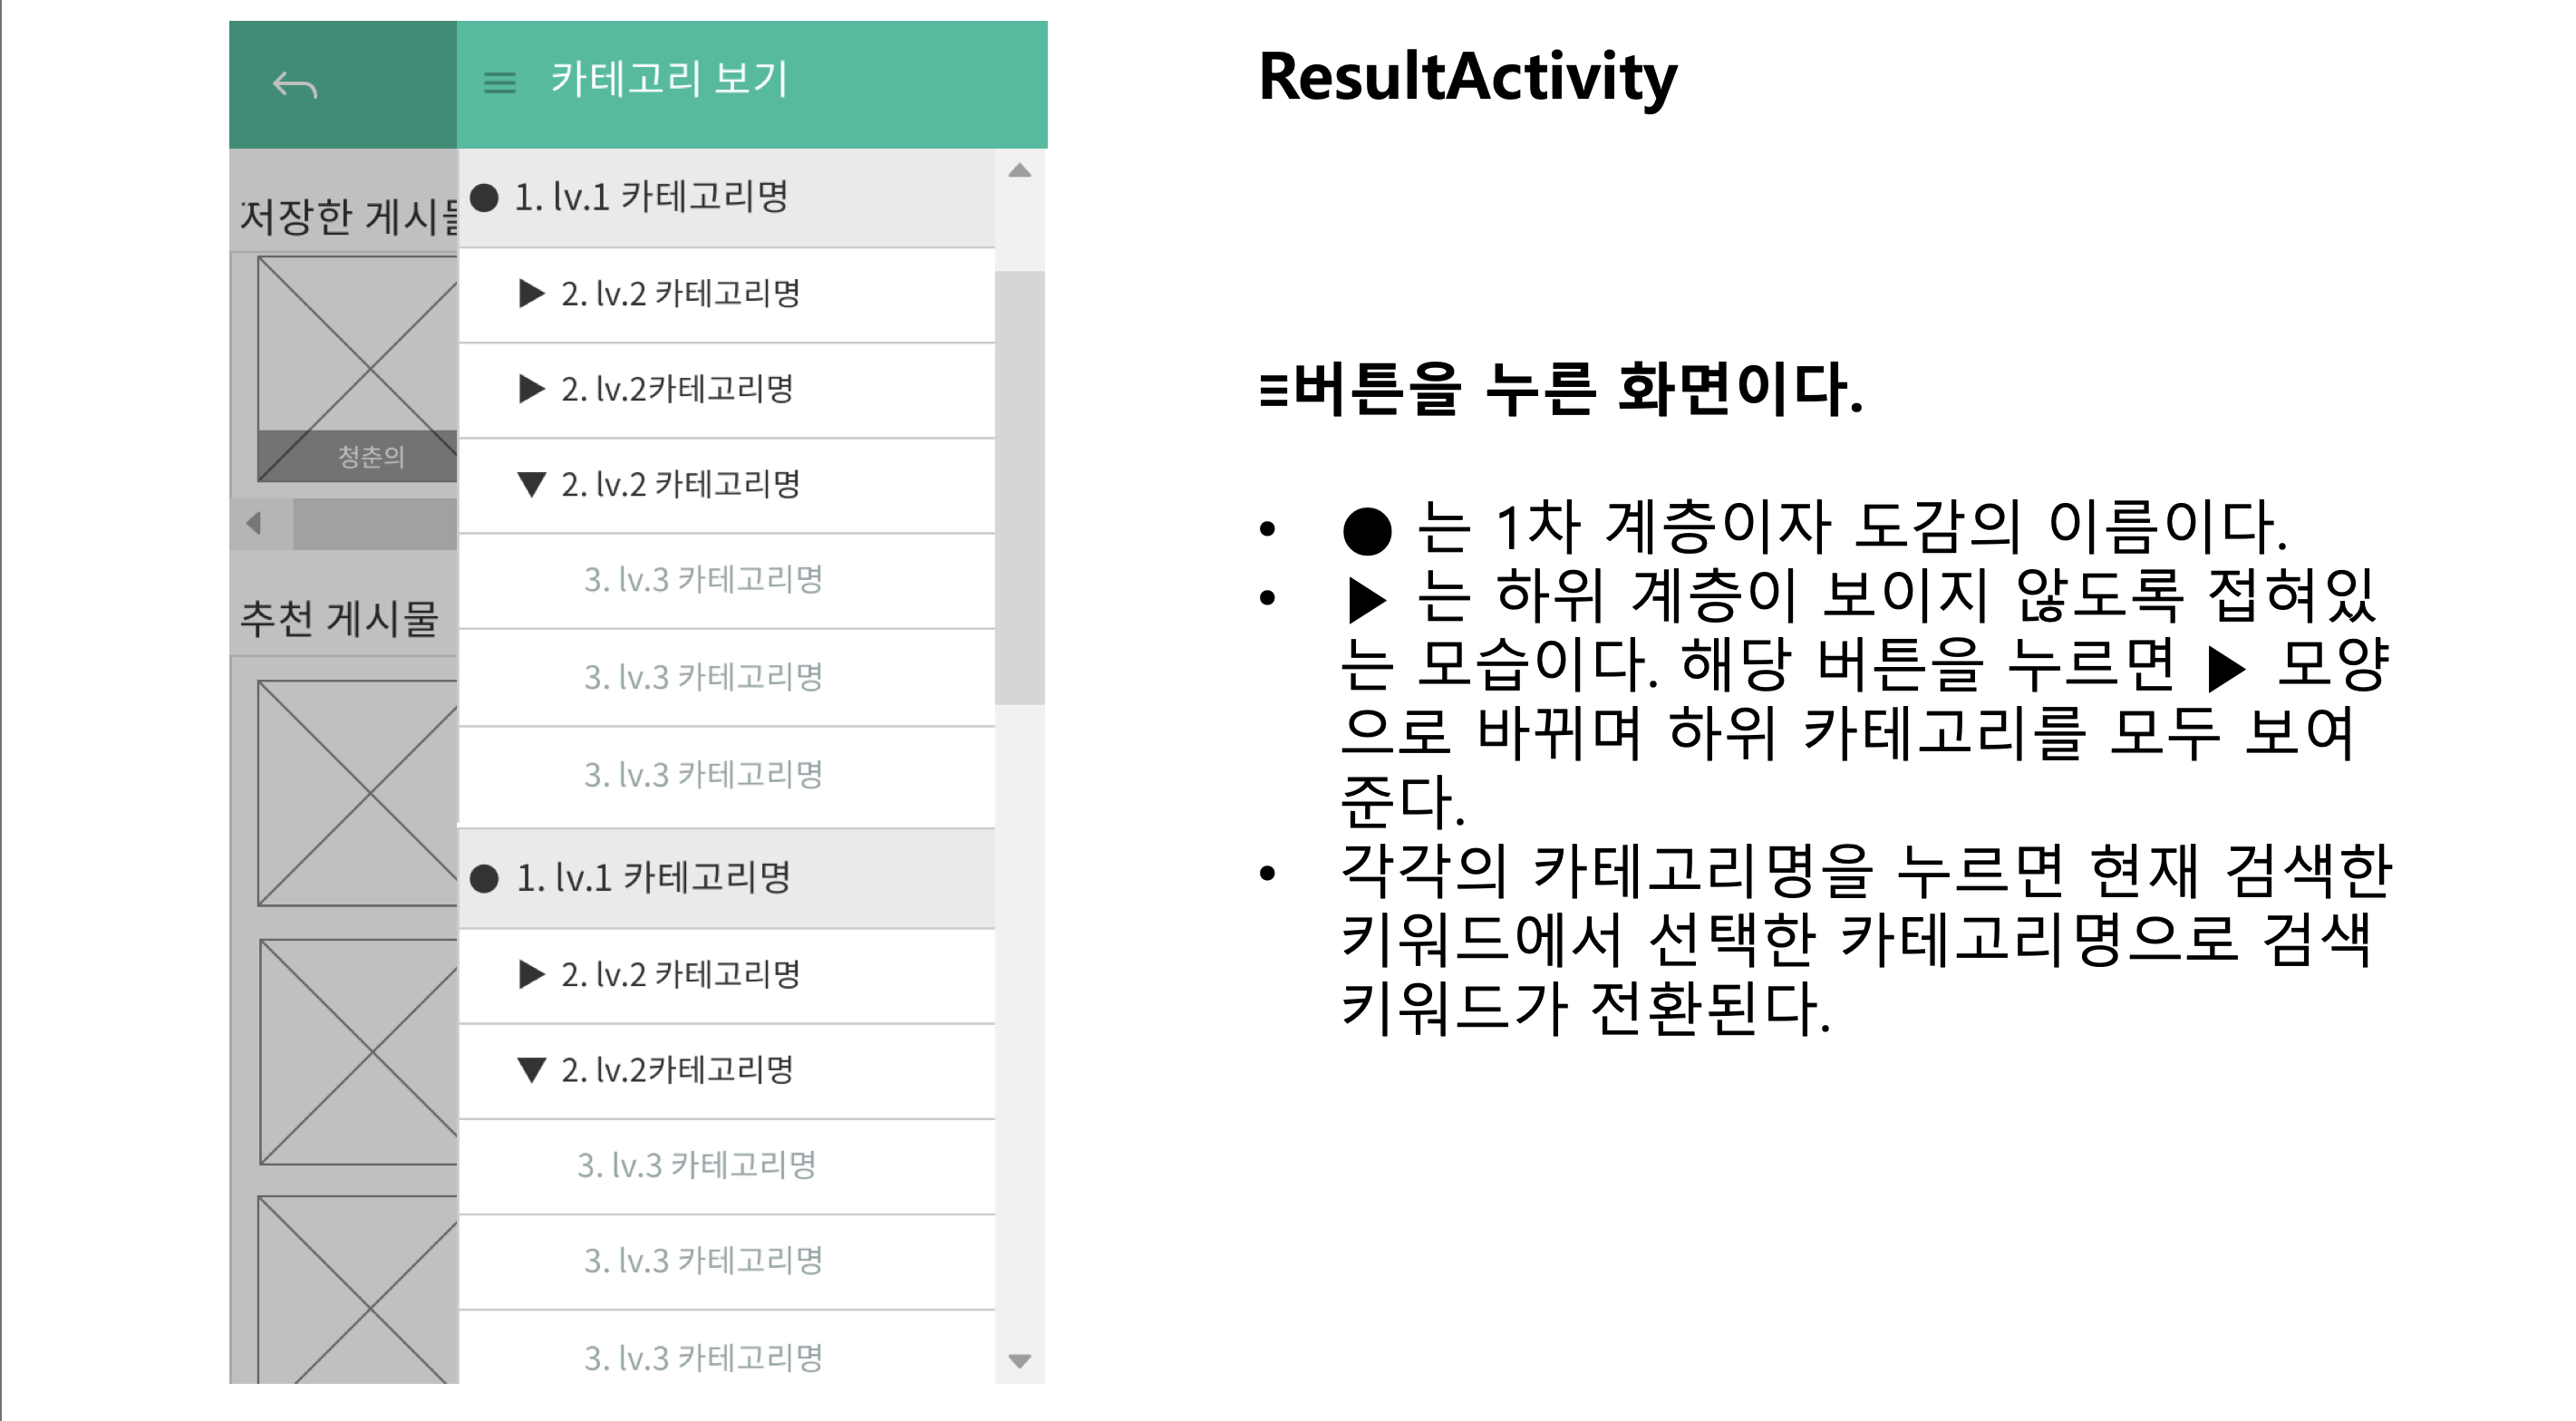 카테고리 보기
저장한 게시물
청춘의
추천 게시물
● 1. lv.1 카테고리명
▶ 2. lv.2 카테고리명
▶ 2. lv.2카테고리명
▼ 2. lv.2 카테고리명
3. lv.3 카테고리명
3. lv.3 카테고리명
3. lv.3 카테고리명
● 1. lv.1 카테고리명
▶ 2. lv.2 카테고리명
▼ 2. lv.2카테고리명
3. lv.3 카테고리명
3. lv.3 카테고리명
3. lv.3 카테고리명
ResultActivity
≡버튼을 누른 화면이다.
• ● 는 1차 계층이자 도감의 이름이다.
• ▶ 는 하위 계층이 보이지 않도록 접혀있
는 모습이다. 해당 버튼을 누르면 ▶ 모양
으로 바뀌며 하위 카테고리를 모두 보여
준다.
• 각각의 카테고리명을 누르면 현재 검색한
키워드에서 선택한 카테고리명으로 검색
키워드가 전환된다.